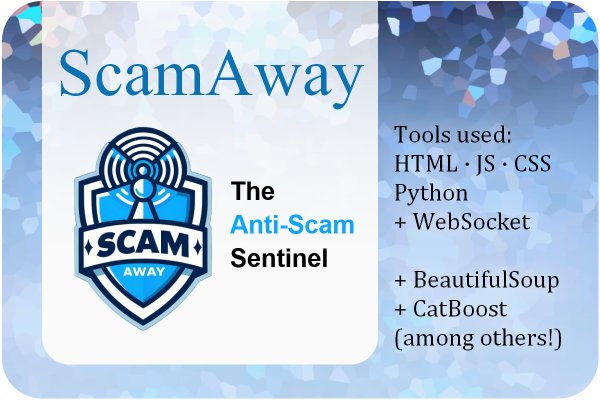 ScamAway
SCAM
AWAY
The
Anti-Scam
Sentinel
Tools used:
HTML · JS · CSS
Python
+ WebSocket
+ BeautifulSoup
+ CatBoost
(among others!)